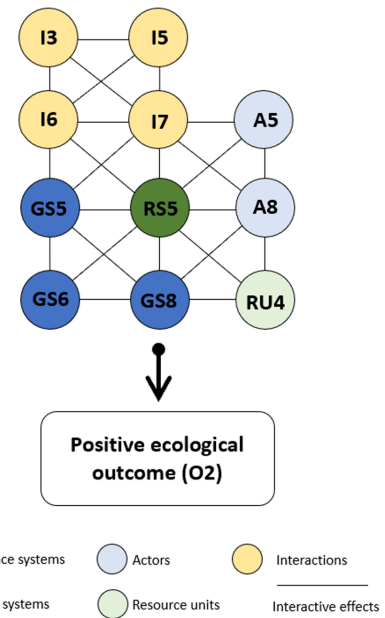 I3 I5
I6 I7 A5
GS5 RS5 A8
GS6 GS8 RU4
Positive ecological
outcome (O2)
systems Actors Interactions
systems Resource units Interactive effects